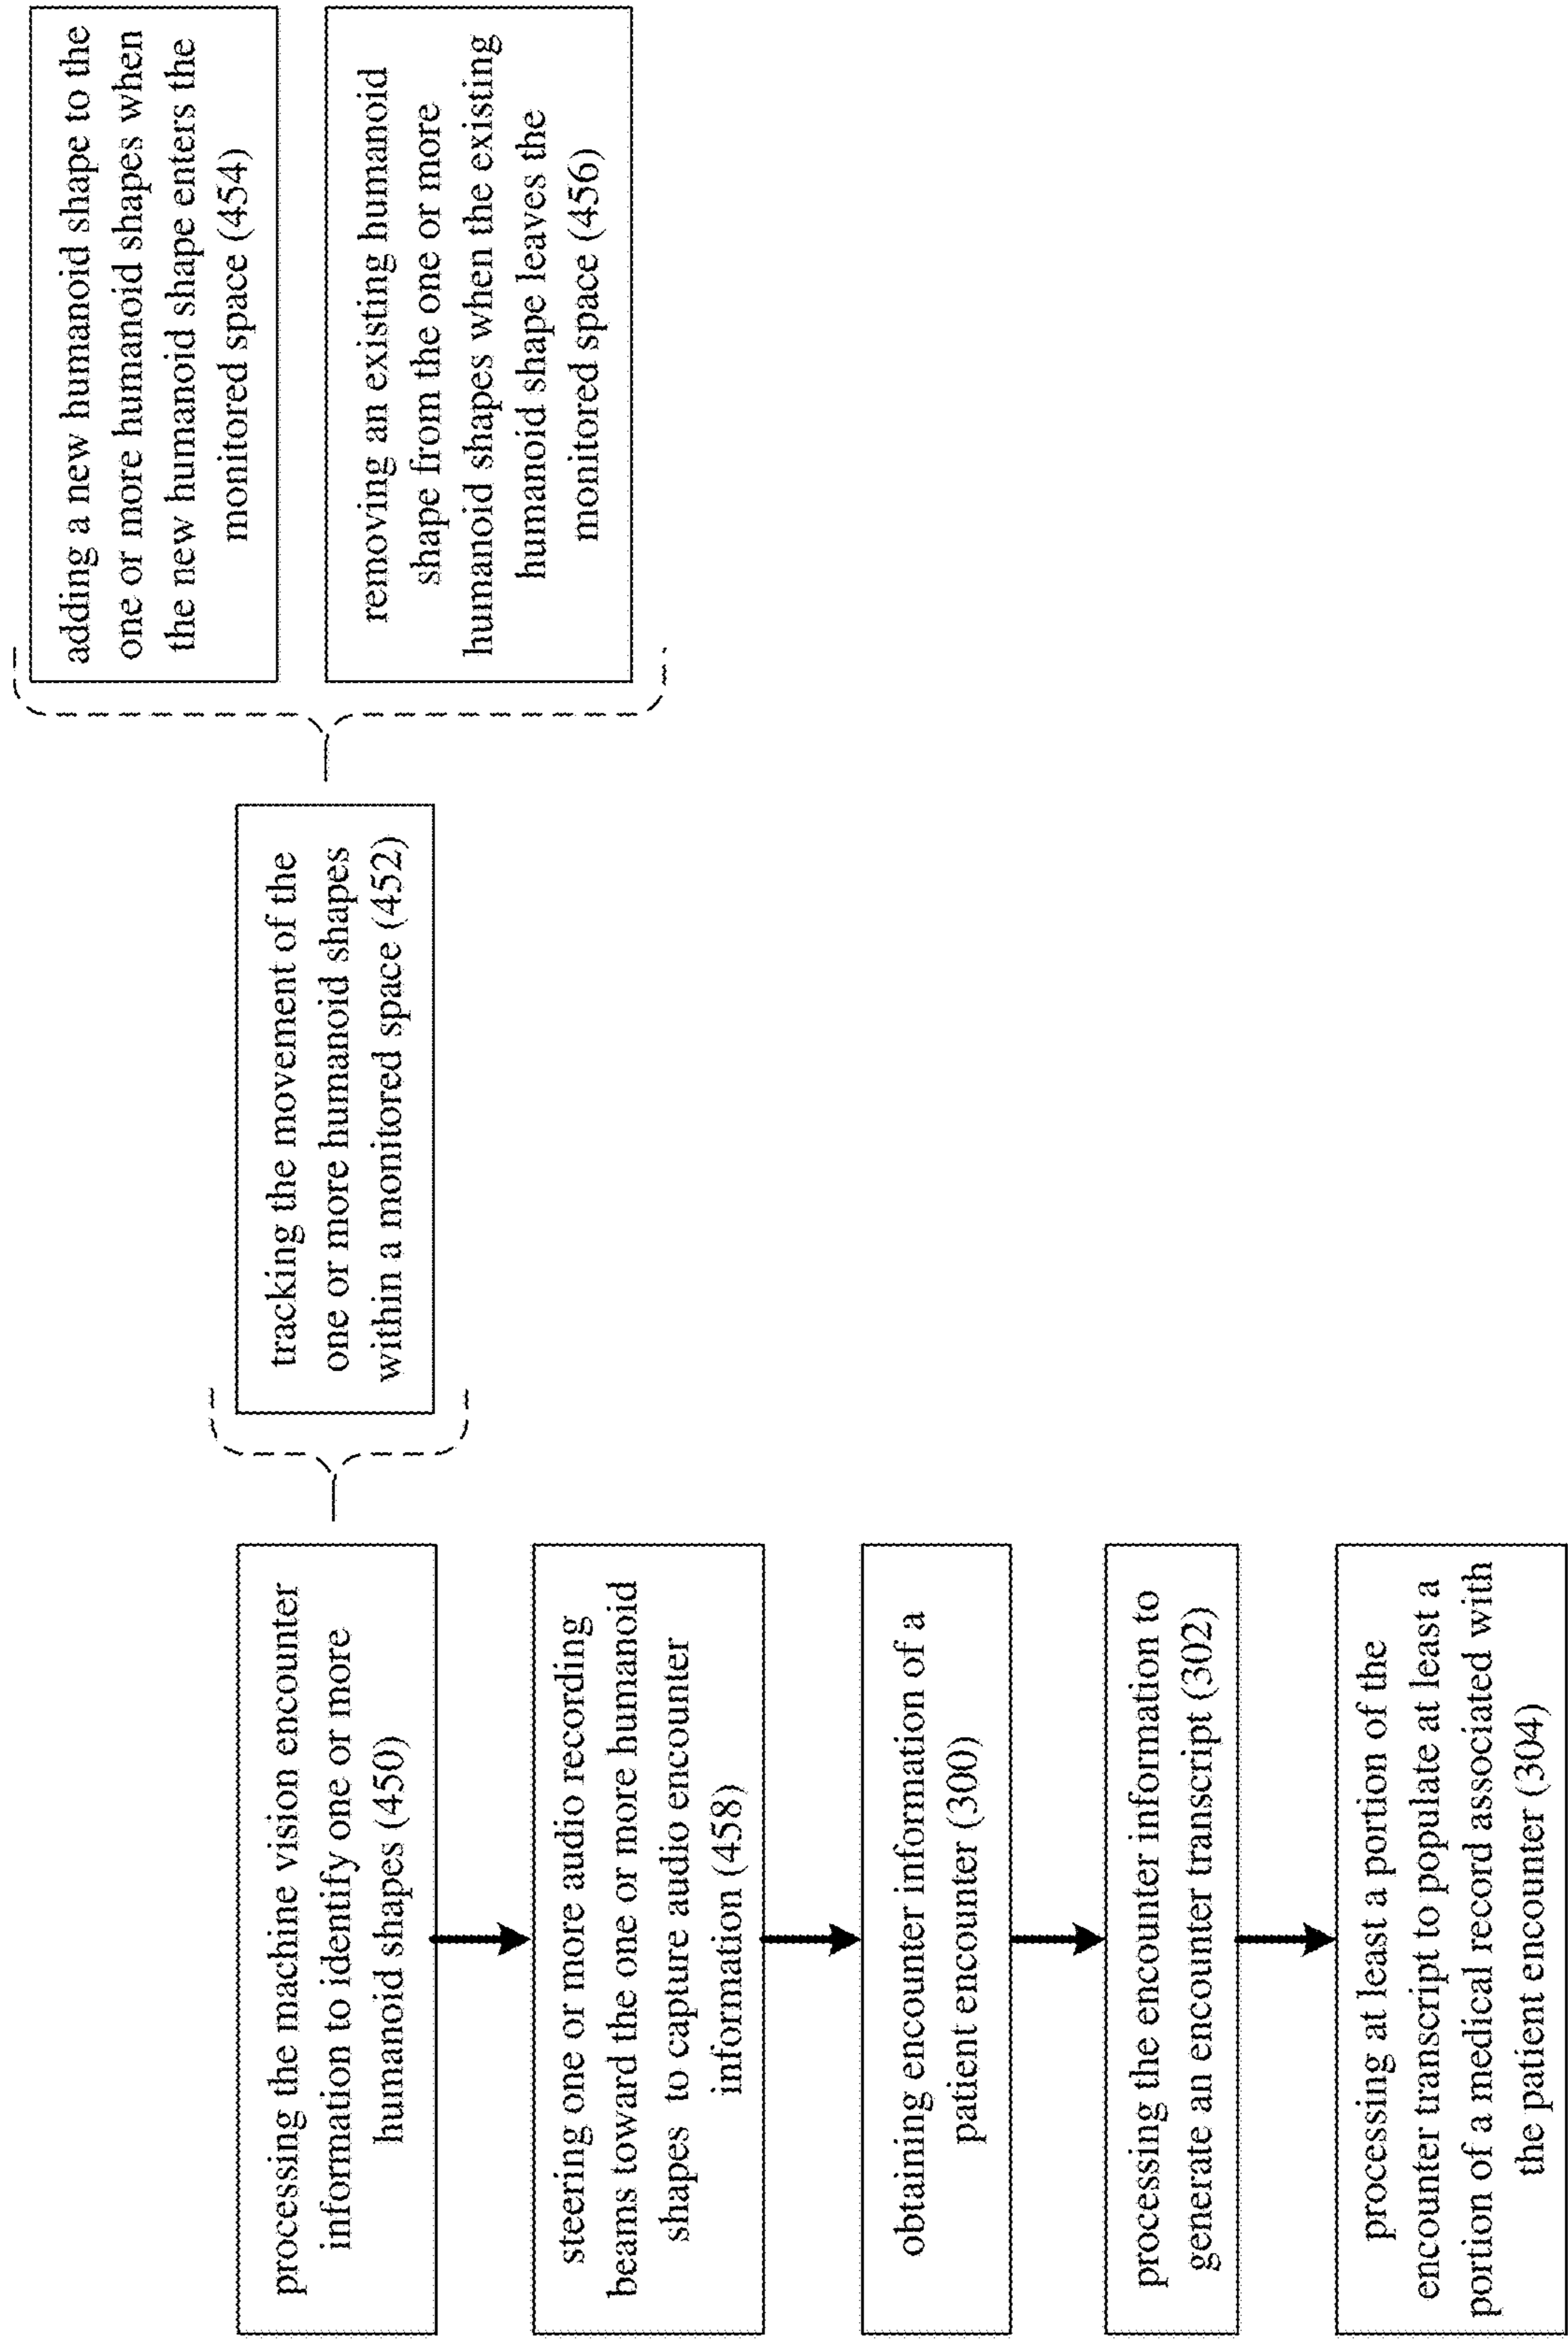 processing the machine vision encounter
information to identify one or more
humanoid shapes (450)
tracking the movement of the
one or more humanoid shapes
within a monitored space (452)
adding a new humanoid shape to the
one or more humanoid shapes when
the new humanoid shape enters the
monitored space (454)
removing an existing humanoid
shape from the one or more
humanoid shapes when the existing
humanoid shape leaves the
monitored space (456)
steering one or more audio recording
beams toward the one or more humanoid
shapes to capture audio encounter
information (458)
obtaining encounter information of a
patient encounter (300)
processing the encounter information to
generate an encounter transcript (302)
processing at least a portion of the
encounter transcript to populate at least a
portion of a medical record associated with
the patient encounter (304)